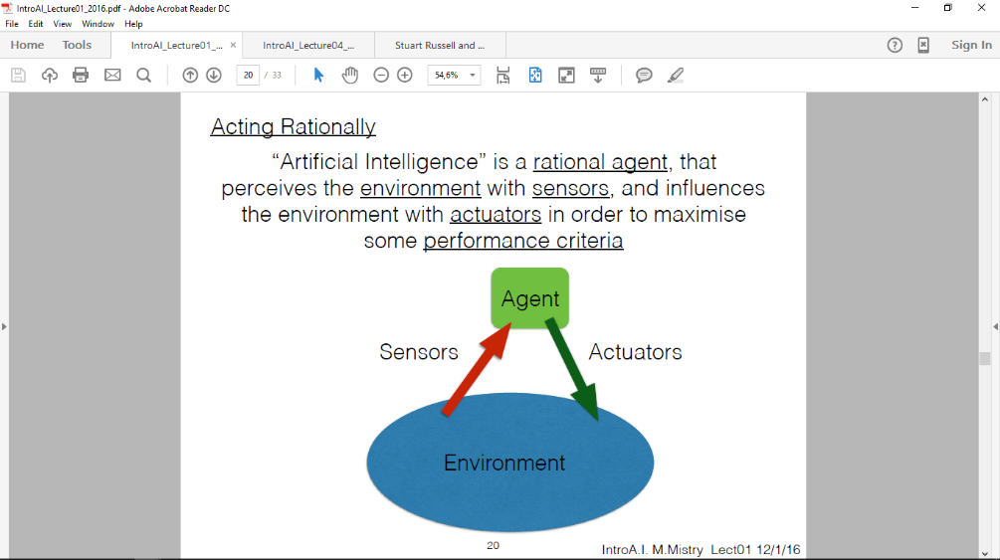 IntroAI_Lecture01_2016.pdf - Adobe Acrobat Reader DC
File Edit View Window Help
Home Tools IntroAI_Lecture01_... × IntroAI_Lecture04_... Stuart Russell and ... Sign In
20 / 33 54,6%
Acting Rationally
“Artificial Intelligence” is a rational agent, that
perceives the environment with sensors, and influences
the environment with actuators in order to maximise
some performance criteria
Agent
Sensors Actuators
Environment
20
IntroA.I. M.Mistry Lect01 12/1/16